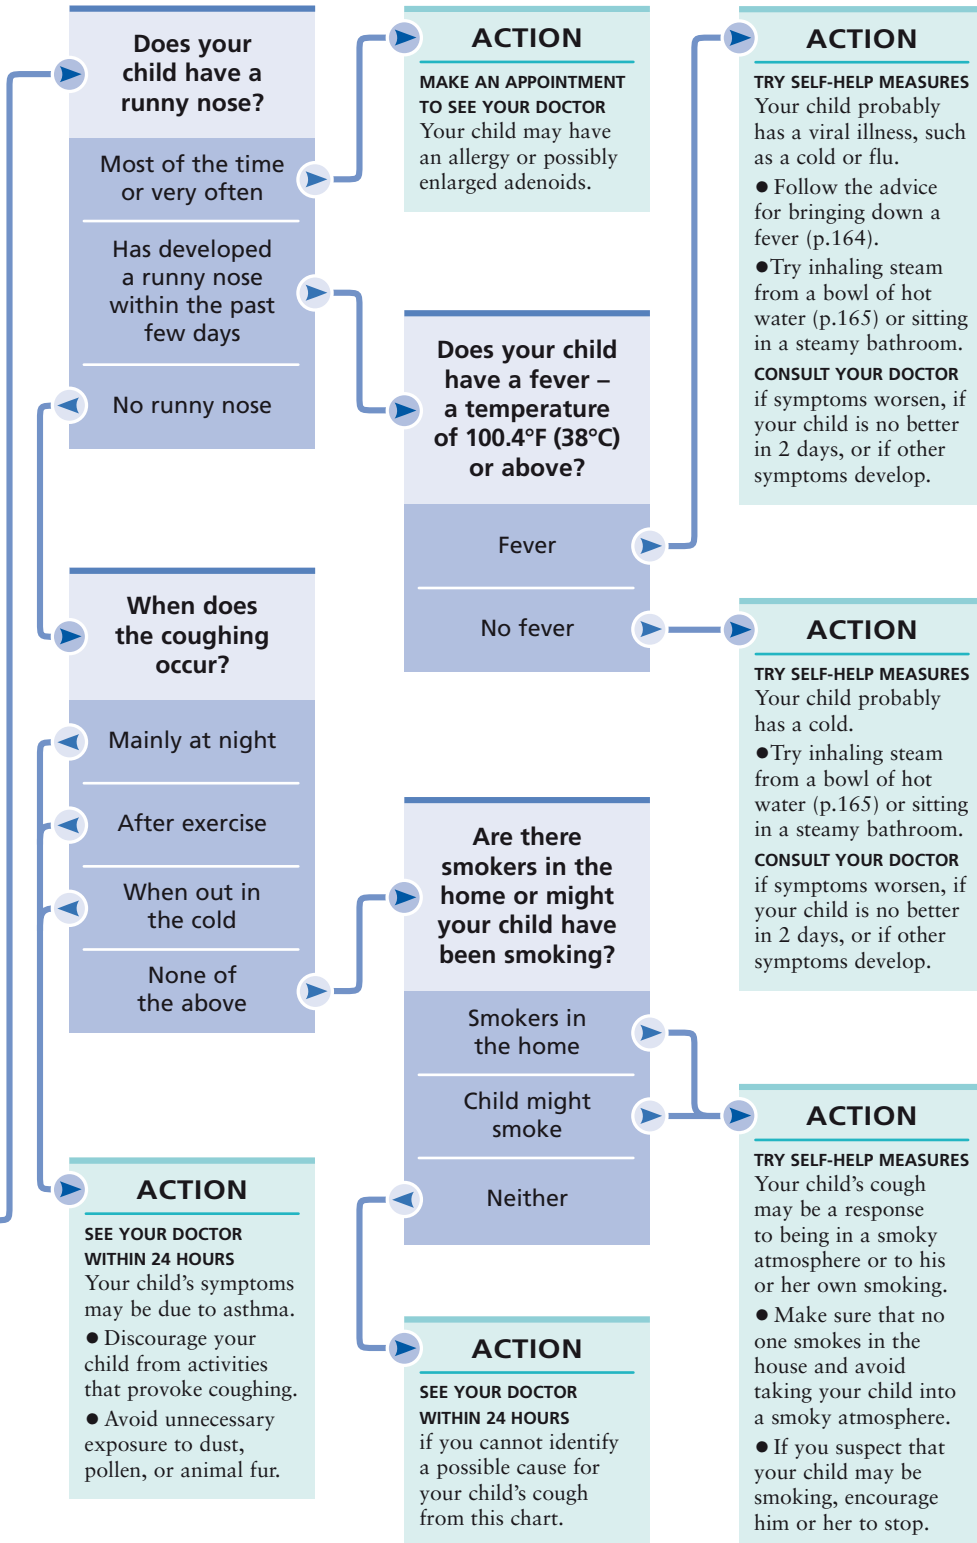 Does your
child have a
runny nose?
Most of the time
or very often
Has developed
a runny nose
within the past
few days
No runny nose
ACTION
MAKE AN APPOINTMENT
TO SEE YOUR DOCTOR
Your child may have
an allergy or possibly
enlarged adenoids.
Does your child
have a fever –
a temperature
of 100.4°F (38°C)
or above?
Fever
No fever
ACTION
TRY SELF-HELP MEASURES
Your child probably
has a viral illness, such
as a cold or flu.
● Follow the advice
for bringing down a
fever (p.164).
●Try inhaling steam
from a bowl of hot
water (p.165) or sitting
in a steamy bathroom.
CONSULT YOUR DOCTOR
if symptoms worsen, if
your child is no better
in 2 days, or if other
symptoms develop.
ACTION
TRY SELF-HELP MEASURES
Your child probably
has a cold.
●Try inhaling steam
from a bowl of hot
water (p.165) or sitting
in a steamy bathroom.
CONSULT YOUR DOCTOR
if symptoms worsen, if
your child is no better
in 2 days, or if other
symptoms develop.
When does
the coughing
occur?
Mainly at night
After exercise
When out in
the cold
None of
the above
Are there
smokers in the
home or might
your child have
been smoking?
Smokers in
the home
Child might
smoke
Neither
ACTION
SEE YOUR DOCTOR
WITHIN 24 HOURS
Your child's symptoms
may be due to asthma.
● Discourage your
child from activities
that provoke coughing.
● Avoid unnecessary
exposure to dust,
pollen, or animal fur.
ACTION
SEE YOUR DOCTOR
WITHIN 24 HOURS
if you cannot identify
a possible cause for
your child's cough
from this chart.
ACTION
TRY SELF-HELP MEASURES
Your child's cough
may be a response
to being in a smoky
atmosphere or to his
or her own smoking.
● Make sure that no
one smokes in the
house and avoid
taking your child into
a smoky atmosphere.
● If you suspect that
your child may be
smoking, encourage
him or her to stop.